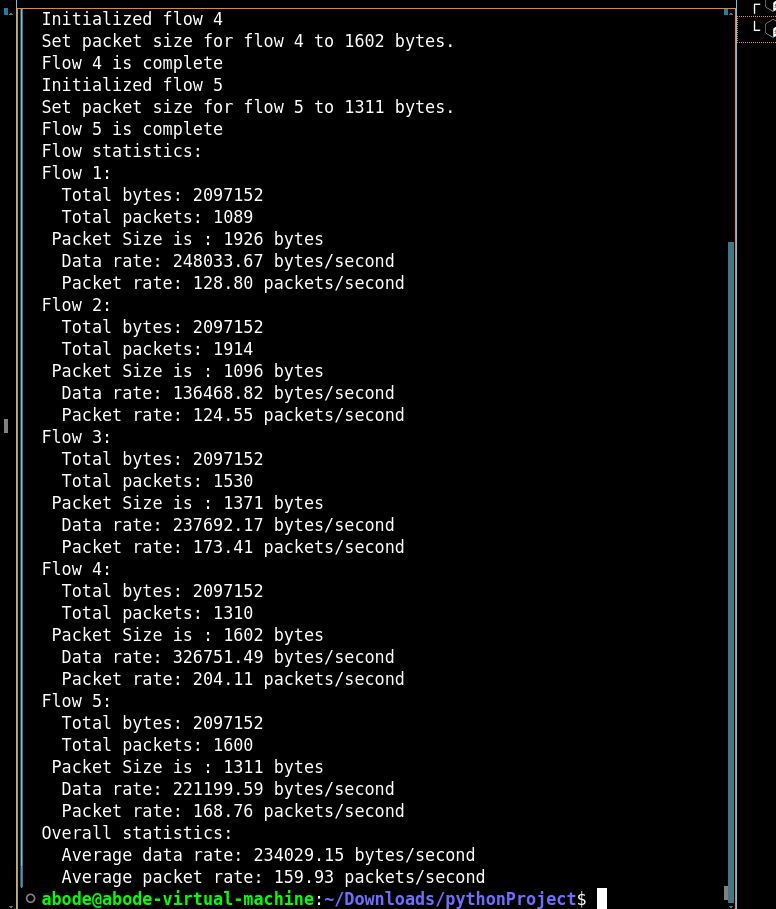 Initialized flow 4
Set packet size for flow 4 to 1602 bytes.
Flow 4 is complete
Initialized flow 5
Set packet size for flow 5 to 1311 bytes.
Flow 5 is complete
Flow statistics:
Flow 1:
  Total bytes: 2097152
  Total packets: 1089
 Packet Size is : 1926 bytes
  Data rate: 248033.67 bytes/second
  Packet rate: 128.80 packets/second
Flow 2:
  Total bytes: 2097152
  Total packets: 1914
 Packet Size is : 1096 bytes
  Data rate: 136468.82 bytes/second
  Packet rate: 124.55 packets/second
Flow 3:
  Total bytes: 2097152
  Total packets: 1530
 Packet Size is : 1371 bytes
  Data rate: 237692.17 bytes/second
  Packet rate: 173.41 packets/second
Flow 4:
  Total bytes: 2097152
  Total packets: 1310
 Packet Size is : 1602 bytes
  Data rate: 326751.49 bytes/second
  Packet rate: 204.11 packets/second
Flow 5:
  Total bytes: 2097152
  Total packets: 1600
 Packet Size is : 1311 bytes
  Data rate: 221199.59 bytes/second
  Packet rate: 168.76 packets/second
Overall statistics:
  Average data rate: 234029.15 bytes/second
  Average packet rate: 159.93 packets/second
abode@abode-virtual-machine:~/Downloads/pythonProject$